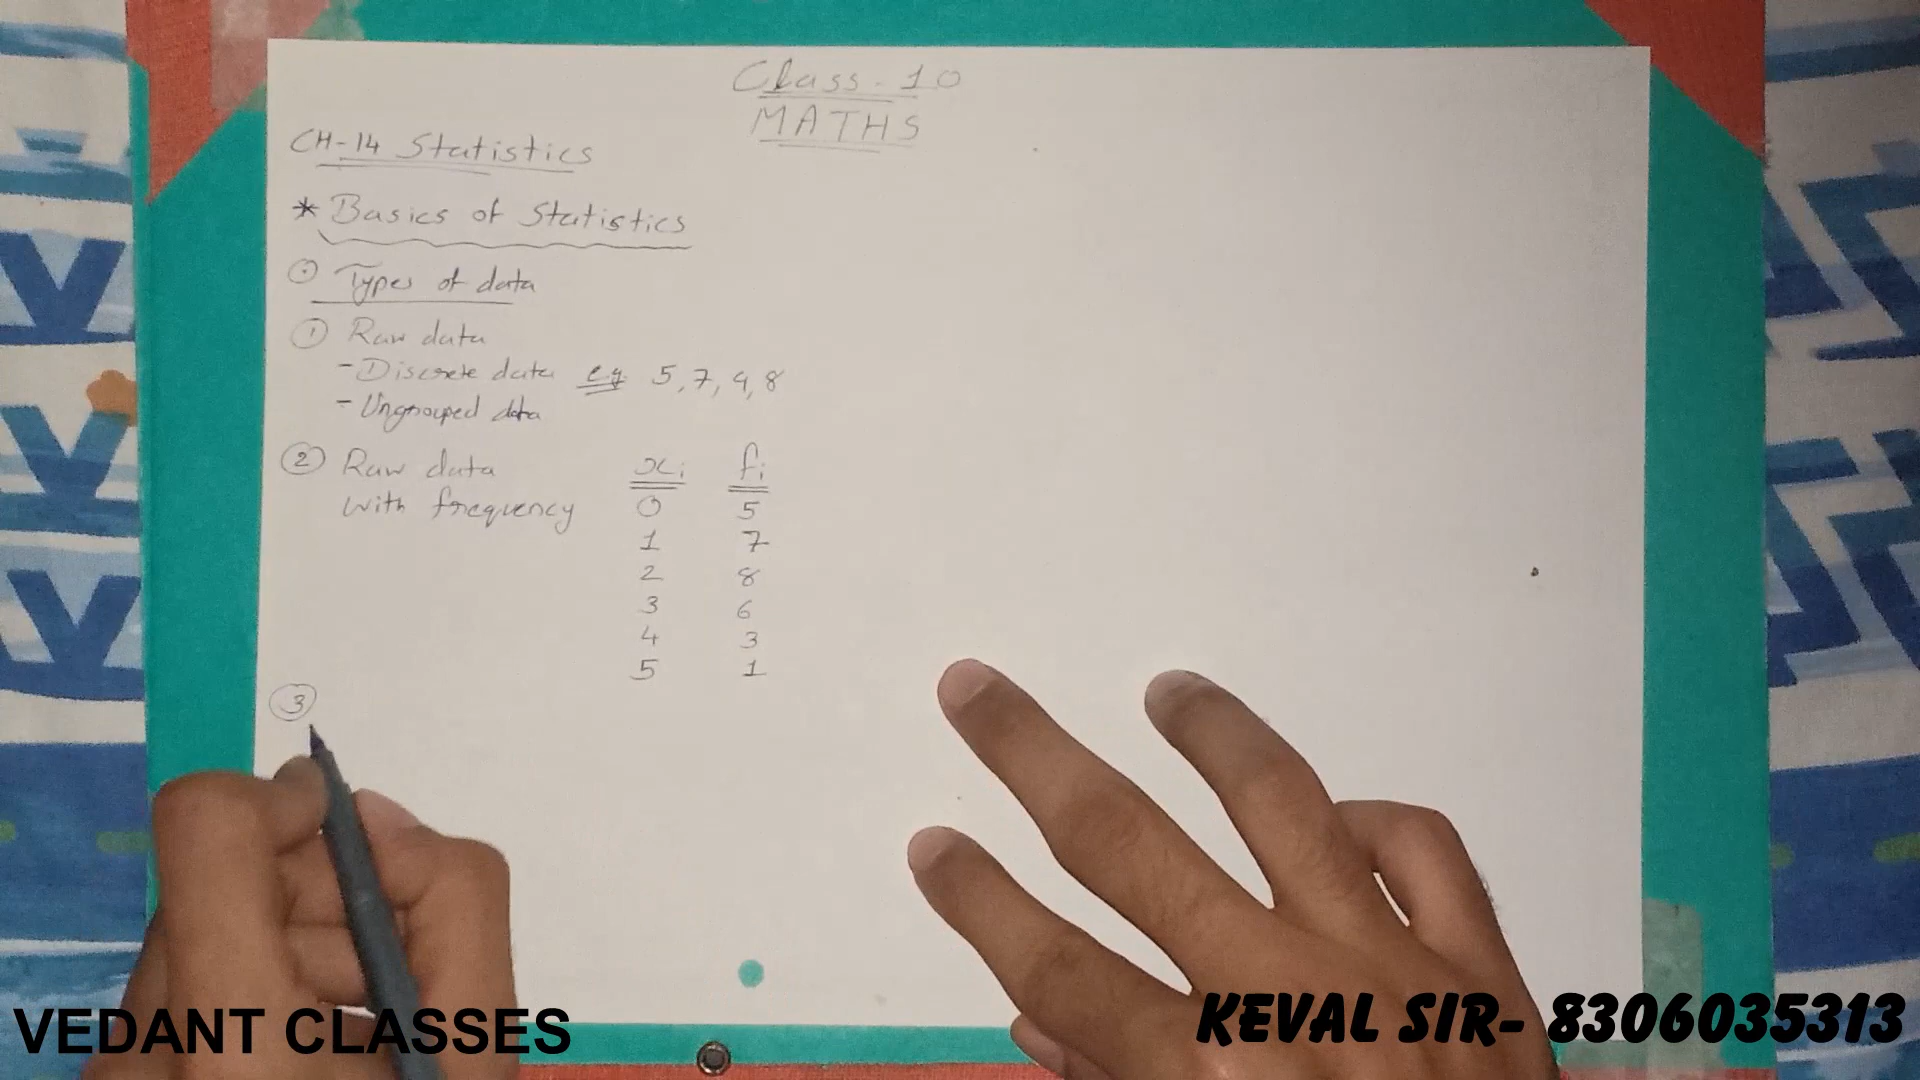 Class-10
MATHS
CH-14 Statistics
* Basics of Statistics
Types of data
① Raw data
- Discrete data e.g. 5, 7, 9, 8
- Ungrouped data
② Raw data
with frequency
xi fi
0 5
1 7
2 8
3 6
4 3
5 1
③
VEDANT CLASSES
KEVAL SIR- 8306035313